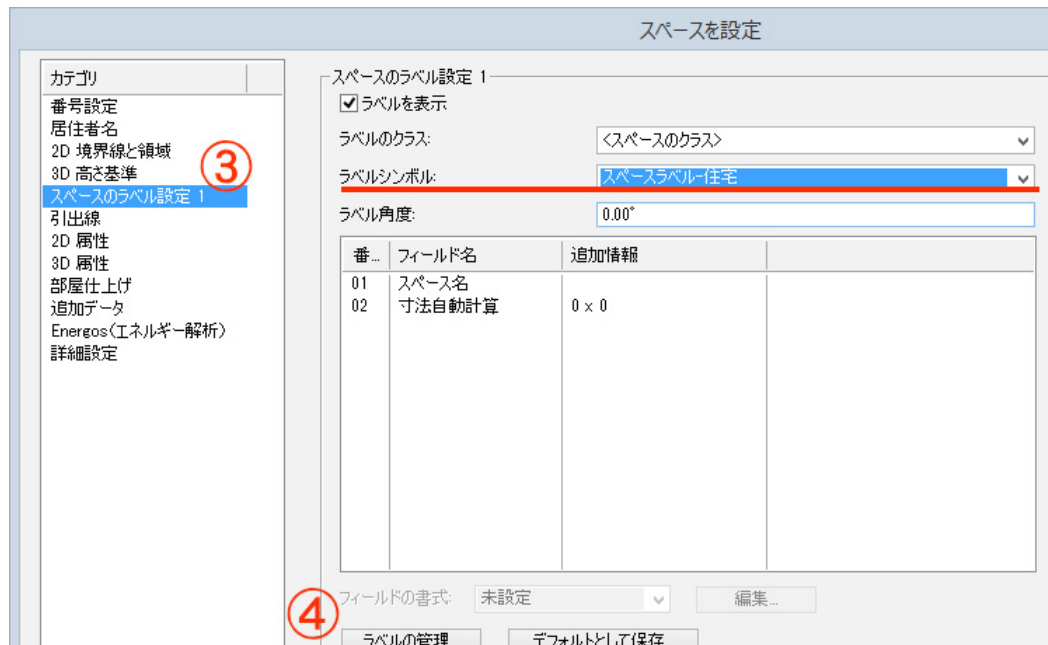 スペースを設定
カテゴリ
番号設定
居住者名
2D 境界線と領域
3D 高さ基準
③
スペースのラベル設定 1
引出線
2D 属性
3D 属性
部屋仕上げ
追加データ
Energos(エネルギー解析)
詳細設定
スペースのラベル設定 1
ラベルを表示
ラベルのクラス: <スペースのクラス>
ラベルシンボル: スペースラベル-住宅
ラベル角度: 0.00°
番... フィールド名 追加情報
01 スペース名
02 寸法自動計算 0 x 0
フィールドの書式: 未設定 編集...
④
ラベルの管理 デフォルトとして保存